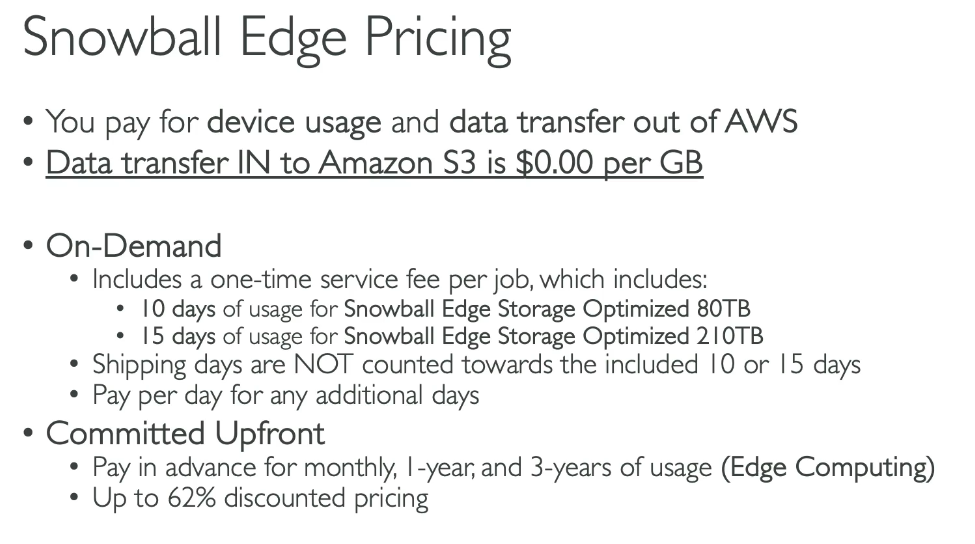 Snowball Edge Pricing
• You pay for device usage and data transfer out of AWS
• Data transfer IN to Amazon S3 is $0.00 per GB
• On-Demand
• Includes a one-time service fee per job, which includes:
• 10 days of usage for Snowball Edge Storage Optimized 80TB
• 15 days of usage for Snowball Edge Storage Optimized 210TB
• Shipping days are NOT counted towards the included 10 or 15 days
• Pay per day for any additional days
• Committed Upfront
• Pay in advance for monthly, 1-year, and 3-years of usage (Edge Computing)
• Up to 62% discounted pricing